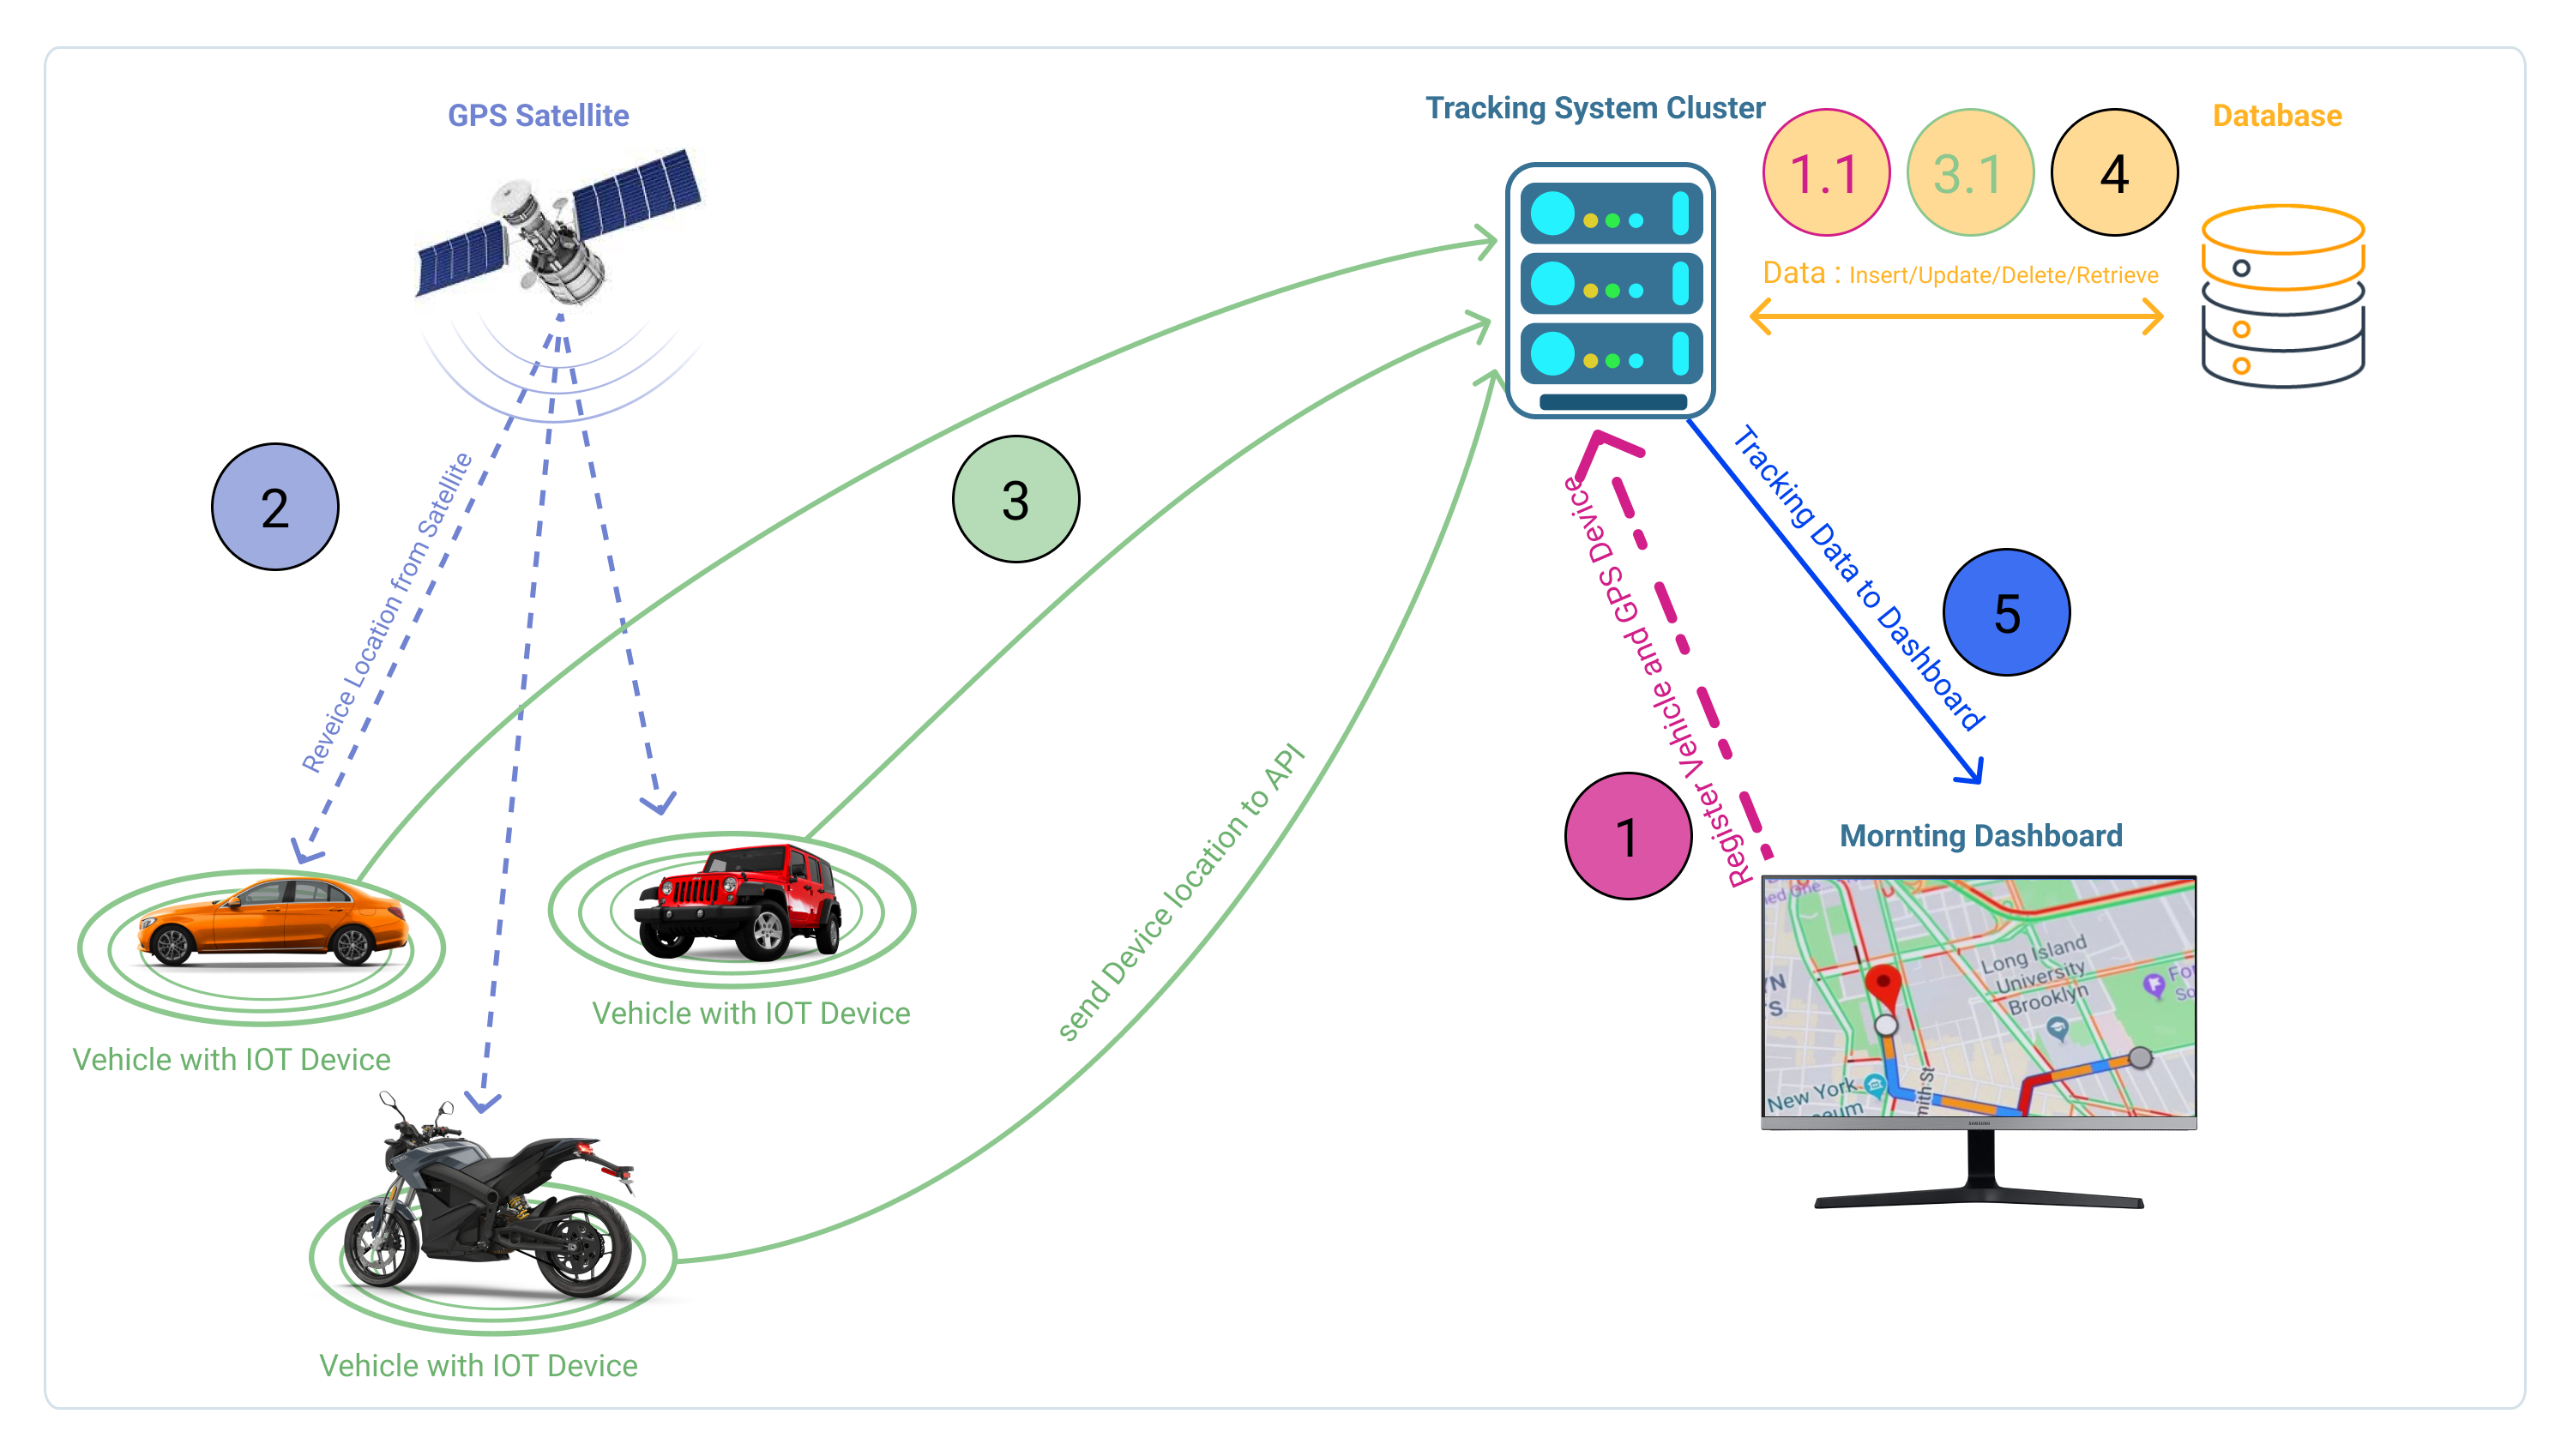 GPS Satellite
Tracking System Cluster
1.1
3.1
4
Database
Data : Insert/Update/Delete/Retrieve
2
Reveice Location from Satellite
3
Tracking Data to Dashboard
5
Register Vehicle and GPS Device
1
send Device location to API
Mornting Dashboard
Vehicle with IOT Device
Vehicle with IOT Device
Vehicle with IOT Device
Long Island
University
Brooklyn
New York
mith St
SAMSUNG